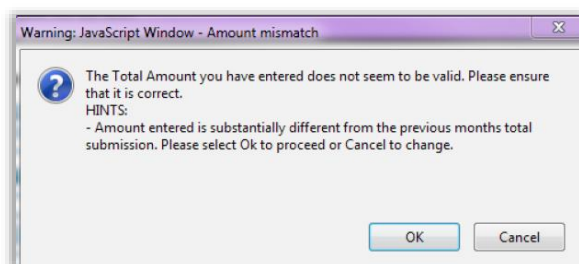 Warning: JavaScript Window - Amount mismatch
The Total Amount you have entered does not seem to be valid. Please ensure
that it is correct.
HINTS:
- Amount entered is substantially different from the previous months total
submission. Please select Ok to proceed or Cancel to change.
OK Cancel